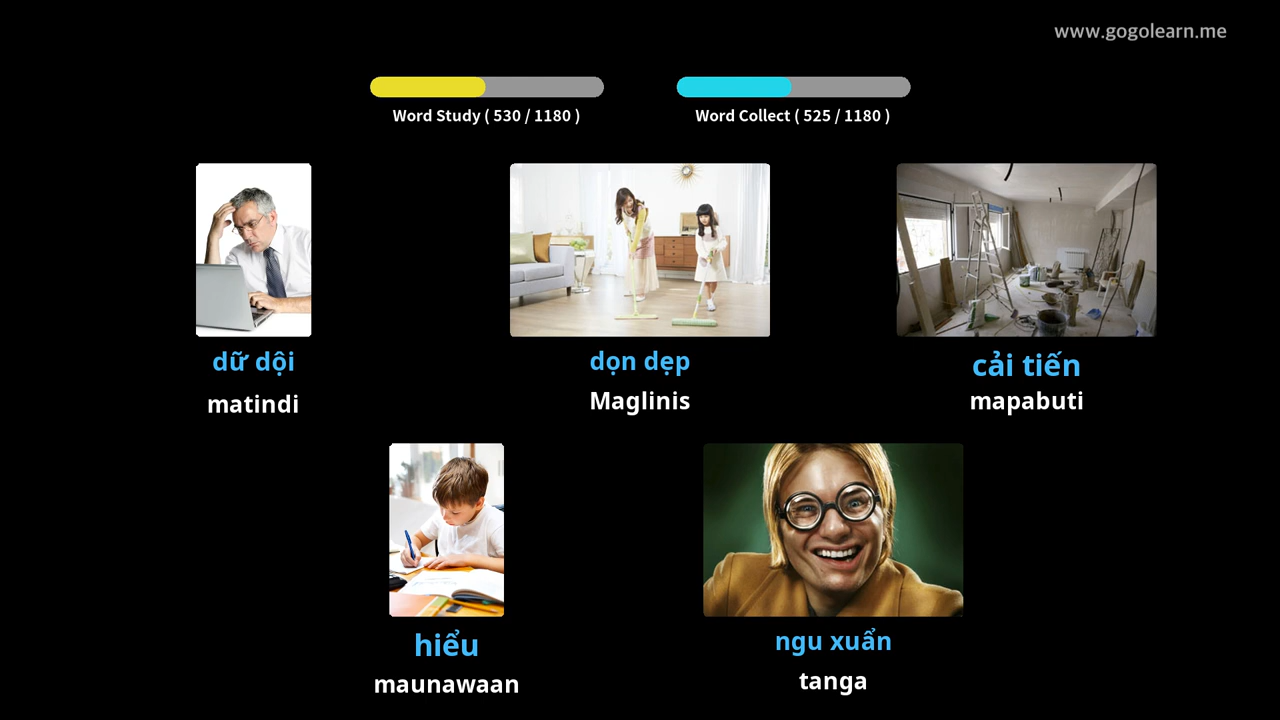 www.gogolearn.me
Word Study ( 530 / 1180 )
Word Collect ( 525 / 1180 )
dữ dội
matindi
dọn dẹp
Maglinis
cải tiến
mapabuti
hiểu
maunawaan
ngu xuẩn
tanga